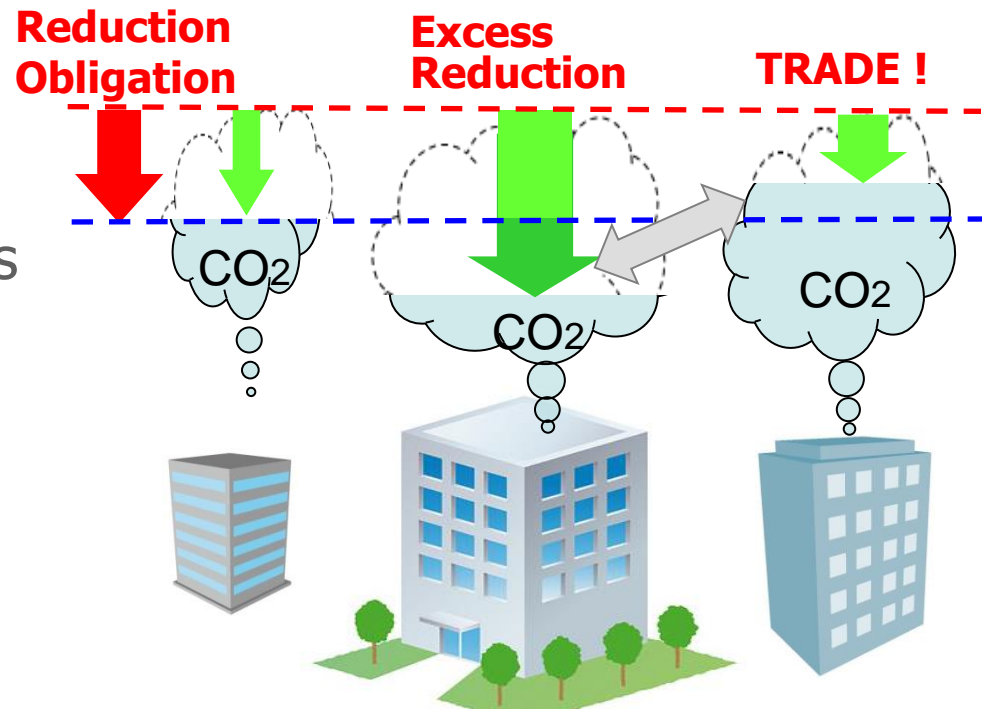 Reduction
Obligation
Excess
Reduction
TRADE !
s
CO2
CO2
CO2